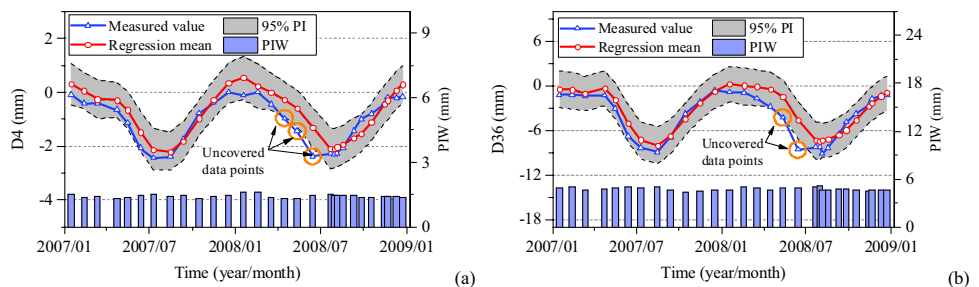 Measured value
Regression mean
95% PI
PIW
2
0
-2
-4
D4 (mm)
9
6
3
0
PIW (mm)
Uncovered
data points
2007/01
2007/07
2008/01
2008/07
2009/01
Time (year/month)
(a)
Measured value
Regression mean
95% PI
PIW
6
0
-6
-12
-18
D36 (mm)
24
18
12
6
0
PIW (mm)
Uncovered
data points
2007/01
2007/07
2008/01
2008/07
2009/01
Time (year/month)
(b)